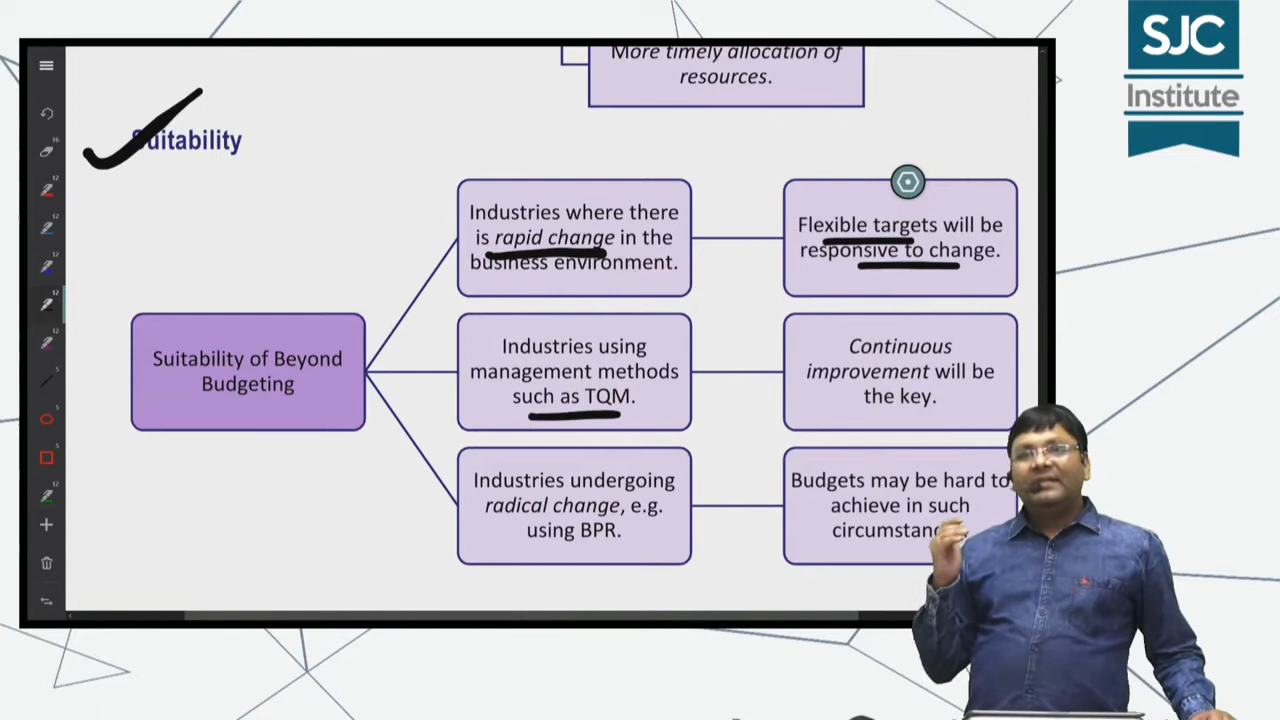 SJC
Institute
More timely allocation of
resources.
Suitability
Suitability of Beyond
Budgeting
Industries where there
is rapid change in the
business environment.
Flexible targets will be
responsive to change.
Industries using
management methods
such as TQM.
Continuous
improvement will be
the key.
Industries undergoing
radical change, e.g.
using BPR.
Budgets may be hard to
achieve in such